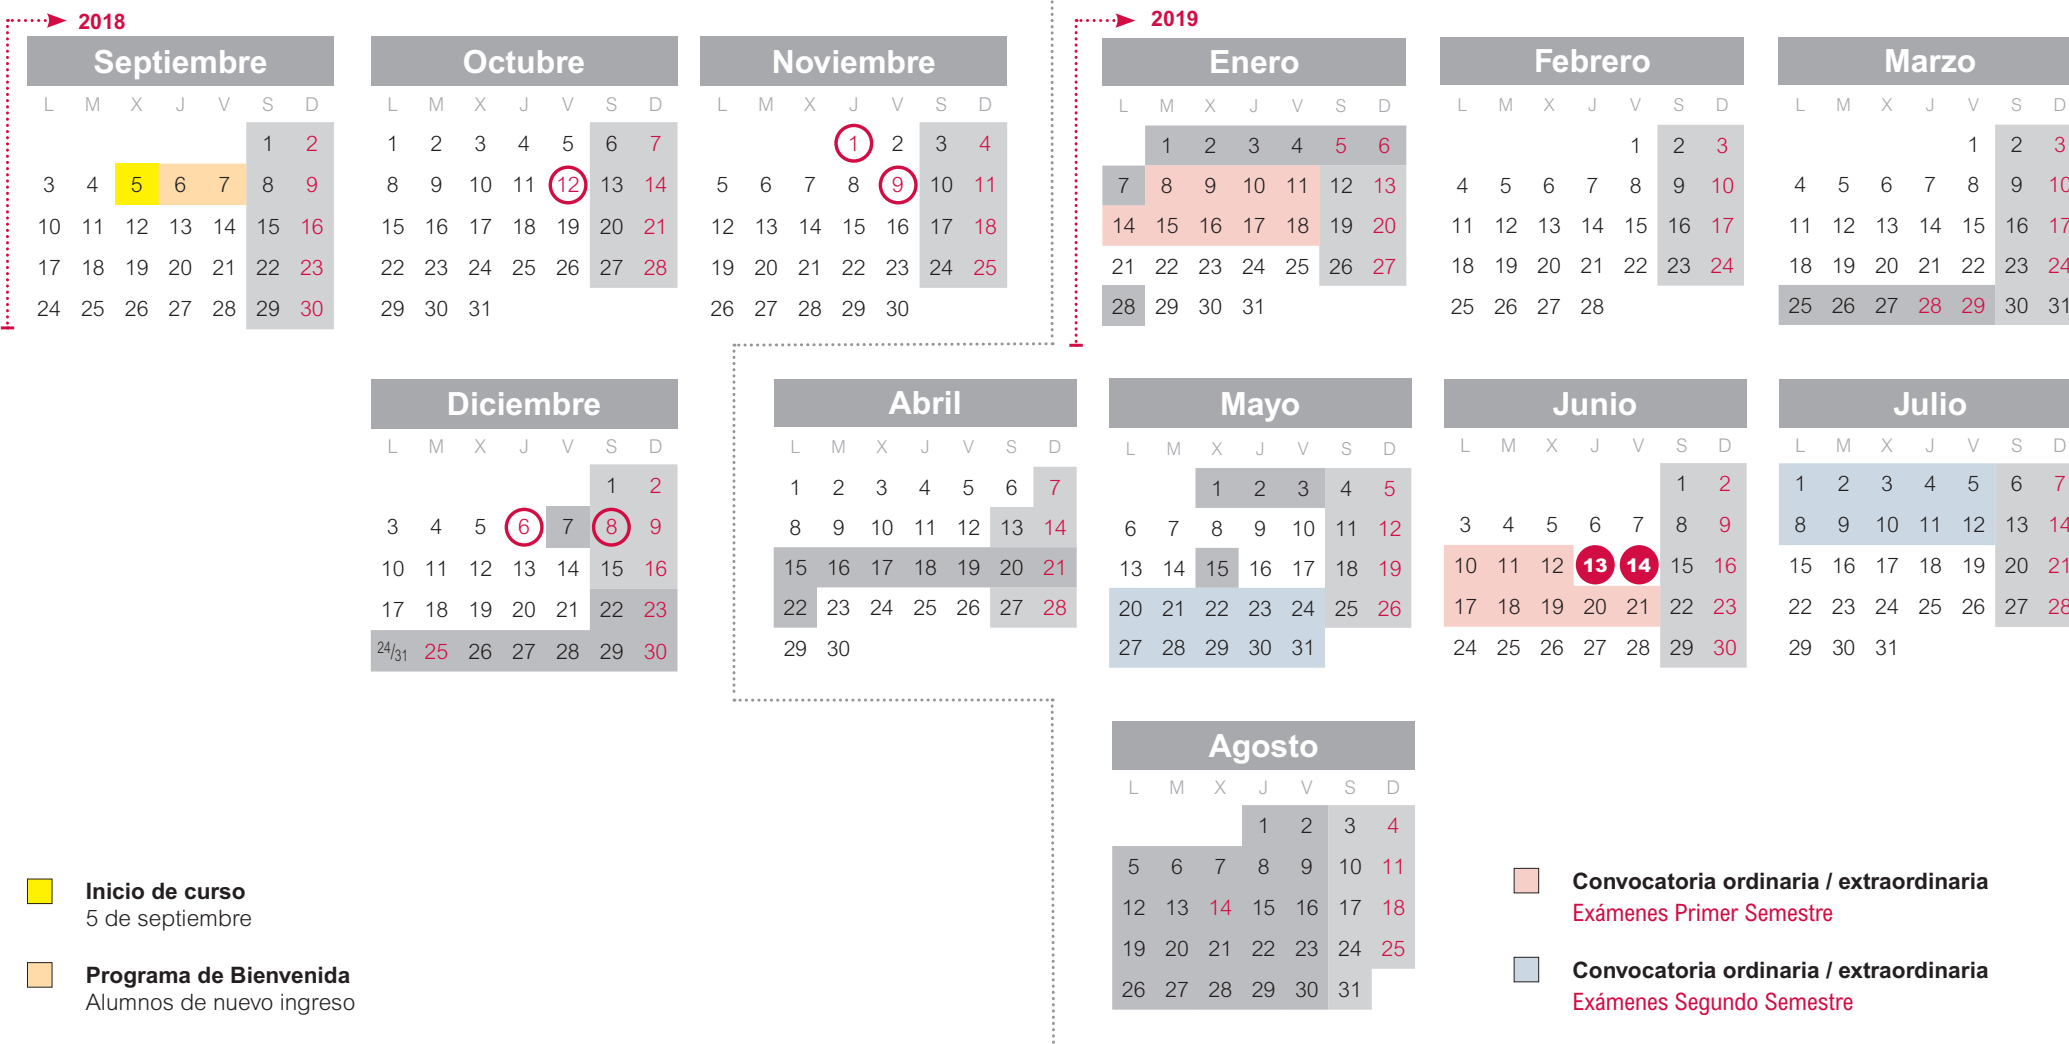 2018
Septiembre
L M X J V S D
1 2
3 4 5 6 7 8 9
10 11 12 13 14 15 16
17 18 19 20 21 22 23
24 25 26 27 28 29 30
Octubre
L M X J V S D
1 2 3 4 5 6 7
8 9 10 11 12 13 14
15 16 17 18 19 20 21
22 23 24 25 26 27 28
29 30 31
Noviembre
L M X J V S D
1 2 3 4
5 6 7 8 9 10 11
12 13 14 15 16 17 18
19 20 21 22 23 24 25
26 27 28 29 30
Diciembre
L M X J V S D
1 2
3 4 5 6 7 8 9
10 11 12 13 14 15 16
17 18 19 20 21 22 23
24/31 25 26 27 28 29 30
2019
Enero
L M X J V S D
1 2 3 4 5 6
7 8 9 10 11 12 13
14 15 16 17 18 19 20
21 22 23 24 25 26 27
28 29 30 31
Febrero
L M X J V S D
1 2 3
4 5 6 7 8 9 10
11 12 13 14 15 16 17
18 19 20 21 22 23 24
25 26 27 28
Marzo
L M X J V S D
1 2 3
4 5 6 7 8 9 10
11 12 13 14 15 16 17
18 19 20 21 22 23 24
25 26 27 28 29 30 31
Abril
L M X J V S D
1 2 3 4 5 6 7
8 9 10 11 12 13 14
15 16 17 18 19 20 21
22 23 24 25 26 27 28
29 30
Mayo
L M X J V S D
1 2 3 4 5
6 7 8 9 10 11 12
13 14 15 16 17 18 19
20 21 22 23 24 25 26
27 28 29 30 31
Junio
L M X J V S D
1 2
3 4 5 6 7 8 9
10 11 12 13 14 15 16
17 18 19 20 21 22 23
24 25 26 27 28 29 30
Julio
L M X J V S D
1 2 3 4 5 6 7
8 9 10 11 12 13 14
15 16 17 18 19 20 21
22 23 24 25 26 27 28
29 30 31
Agosto
L M X J V S D
1 2 3 4
5 6 7 8 9 10 11
12 13 14 15 16 17 18
19 20 21 22 23 24 25
26 27 28 29 30 31
Inicio de curso
5 de septiembre
Programa de Bienvenida
Alumnos de nuevo ingreso
Convocatoria ordinaria / extraordinaria
Exámenes Primer Semestre
Convocatoria ordinaria / extraordinaria
Exámenes Segundo Semestre